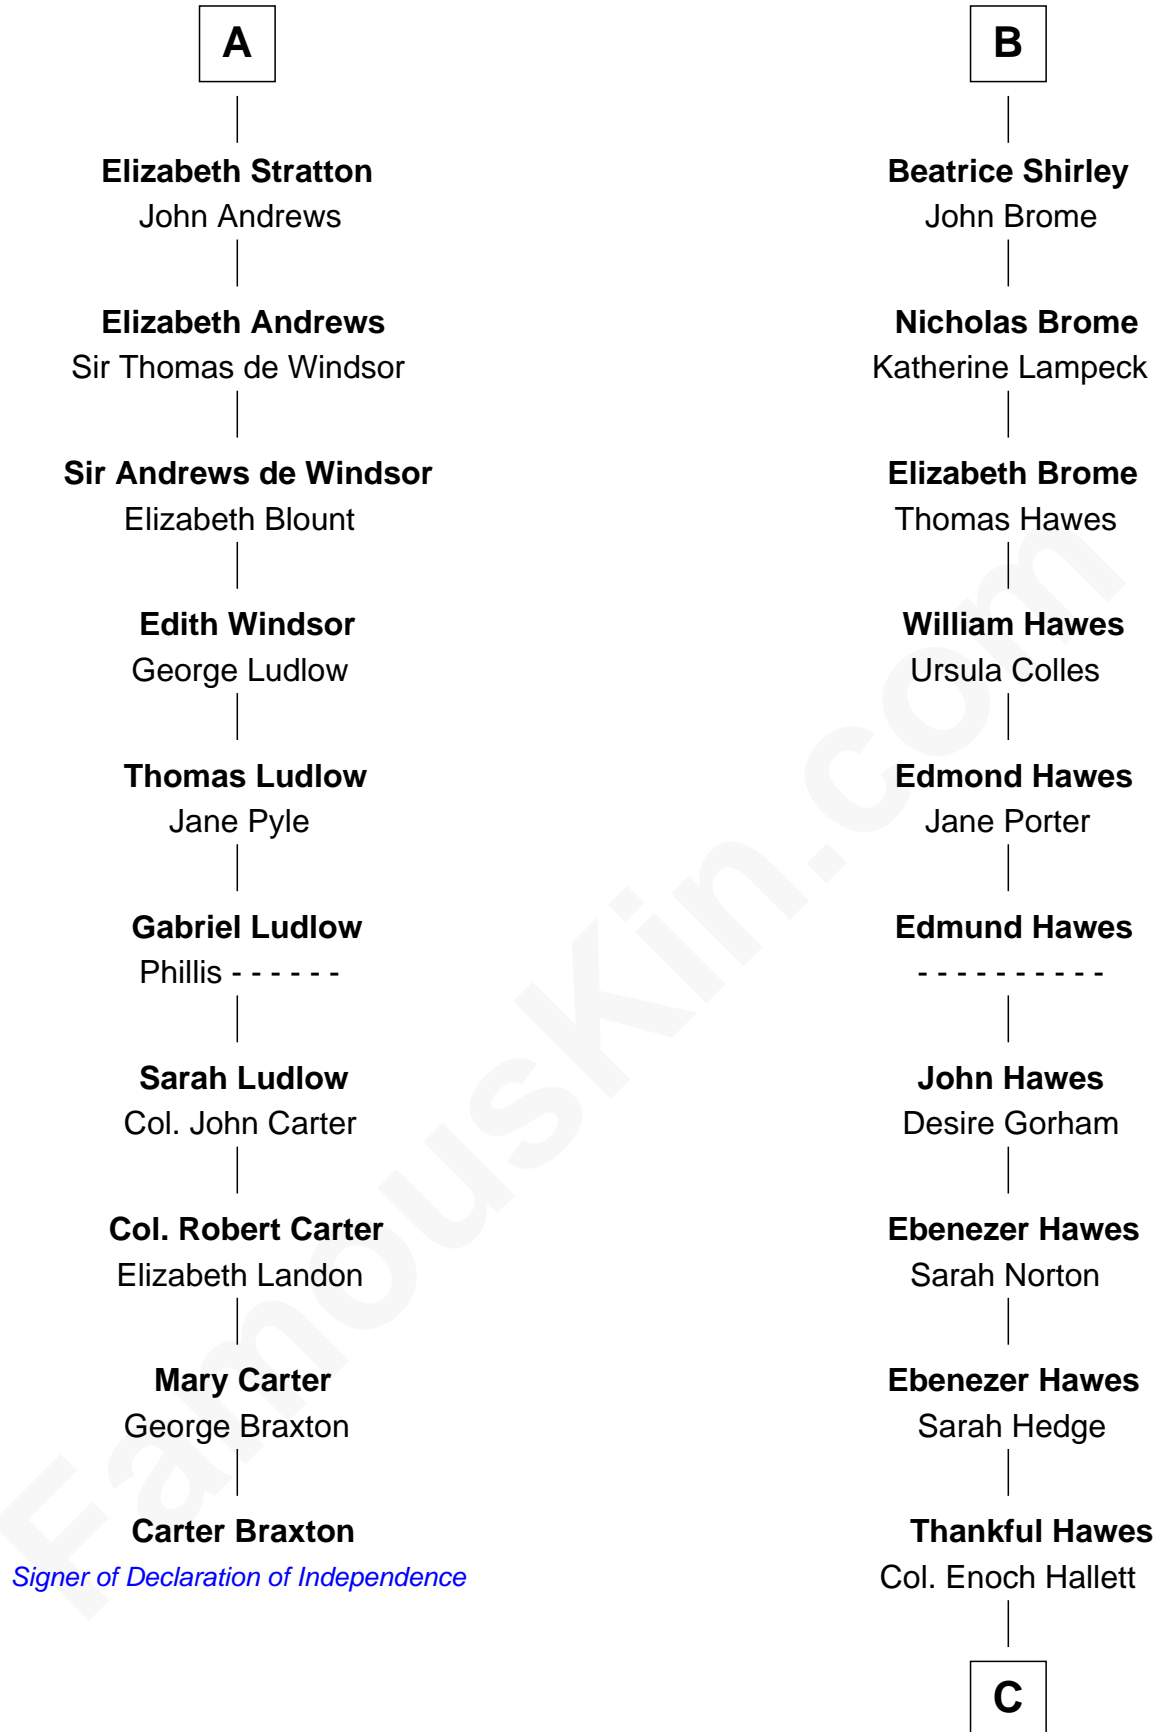 A
Elizabeth Stratton
John Andrews
Elizabeth Andrews
Sir Thomas de Windsor
Sir Andrews de Windsor
Elizabeth Blount
Edith Windsor
George Ludlow
Thomas Ludlow
Jane Pyle
Gabriel Ludlow
Phillis - - - - - -
Sarah Ludlow
Col. John Carter
Col. Robert Carter
Elizabeth Landon
Mary Carter
George Braxton
Carter Braxton
Signer of Declaration of Independence
B
Beatrice Shirley
John Brome
Nicholas Brome
Katherine Lampeck
Elizabeth Brome
Thomas Hawes
William Hawes
Ursula Colles
Edmond Hawes
Jane Porter
Edmund Hawes
- - - - - - - - - -
John Hawes
Desire Gorham
Ebenezer Hawes
Sarah Norton
Ebenezer Hawes
Sarah Hedge
Thankful Hawes
Col. Enoch Hallett
C
FamousKin.com